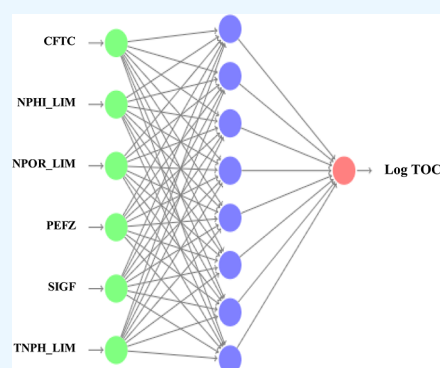 CFTC
NPHI_LIM
NPOR_LIM
PEFZ
SIGF
TNPH_LIM
Log TOC